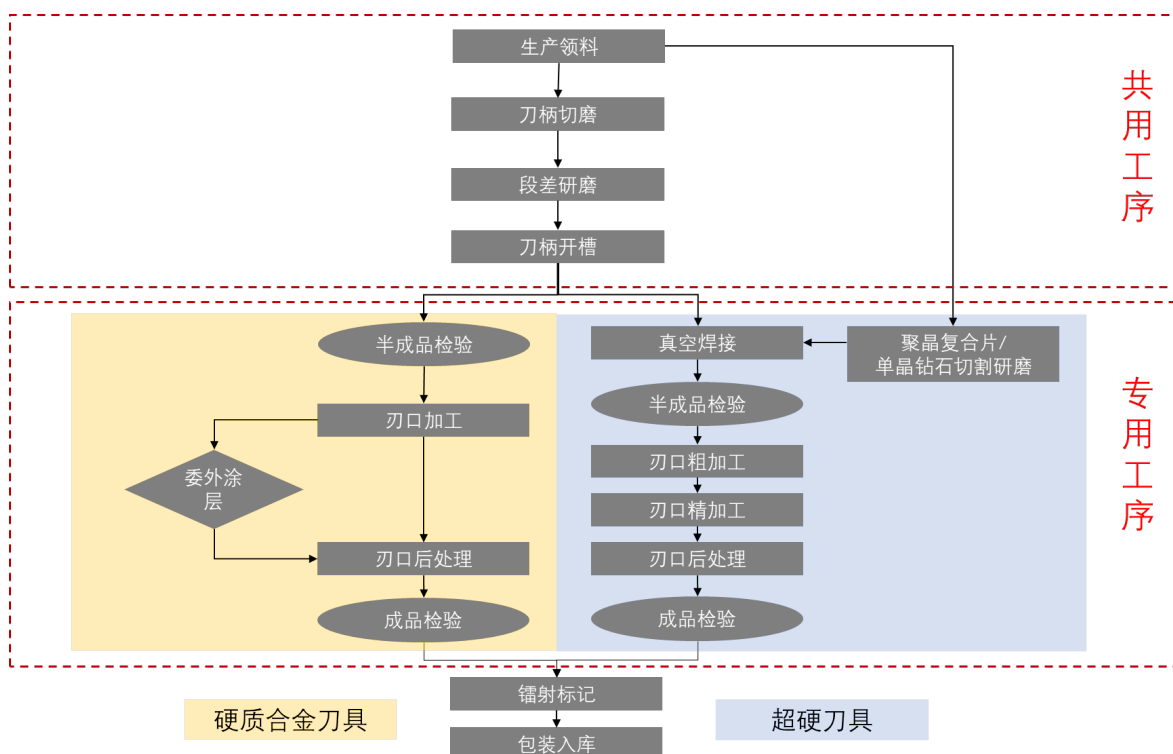 生产领料
刀柄切磨
段差研磨
刀柄开槽
共
用
工
序
半成品检验
刃口加工
委外涂
层
刃口后处理
成品检验
真空焊接
聚晶复合片/
单晶钻石切割研磨
半成品检验
刃口粗加工
刃口精加工
刃口后处理
成品检验
专
用
工
序
镭射标记
包装入库
硬质合金刀具
超硬刀具